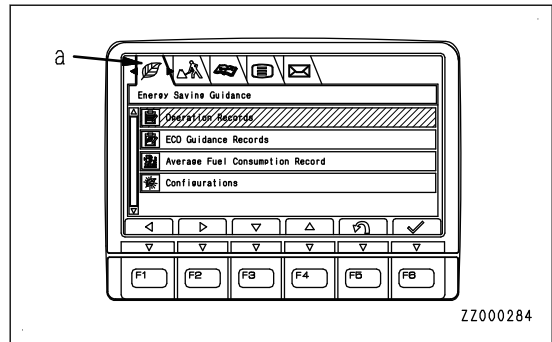 a
Energy Saving Guidance
Operation Records
ECO Guidance Records
Average Fuel Consumption Record
Configurations
F1 F2 F3 F4 F5 F6
ZZ000284